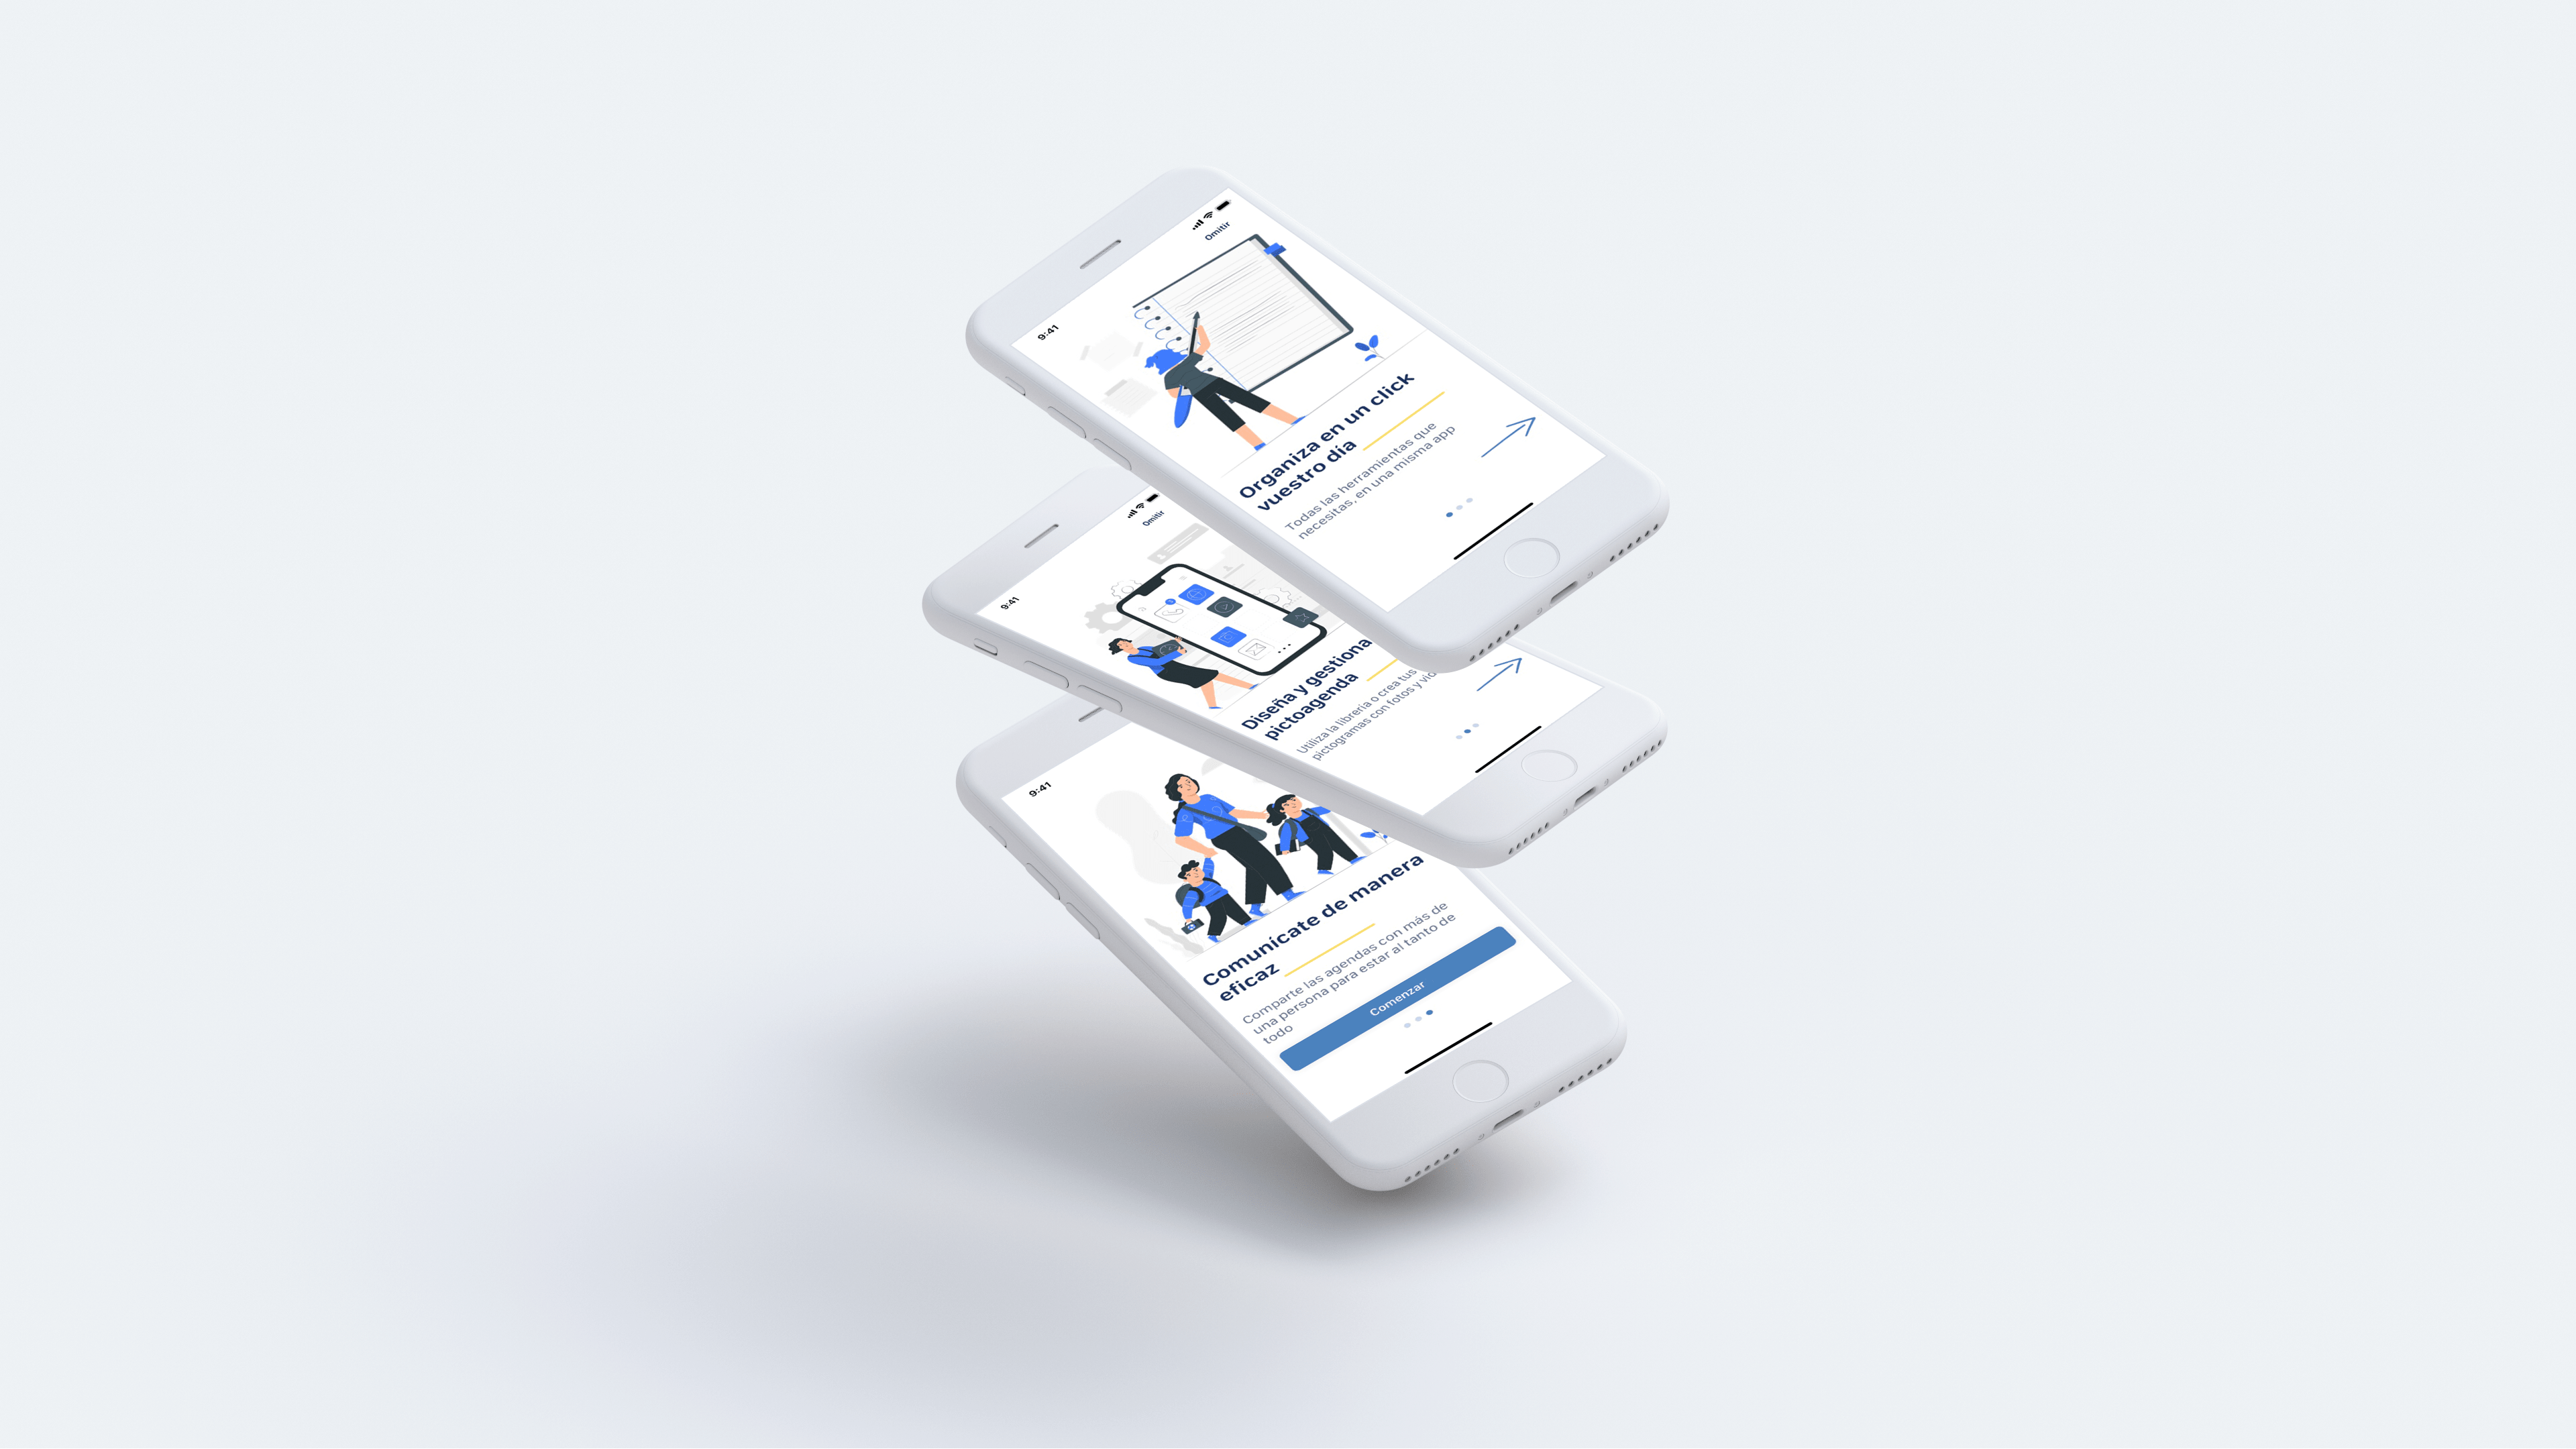 9:41
Omitir
Organiza en un click
vuestro día
Todas las herramientas que
necesitas, en una misma app
9:41
Omitir
Diseña y gestiona
pictoagenda
Utiliza la librería o crea tus
pictogramas con fotos y
9:41
Comunícate de manera
eficaz
Comparte las agendas con más de
una persona para estar al tanto de
todo
Comenzar